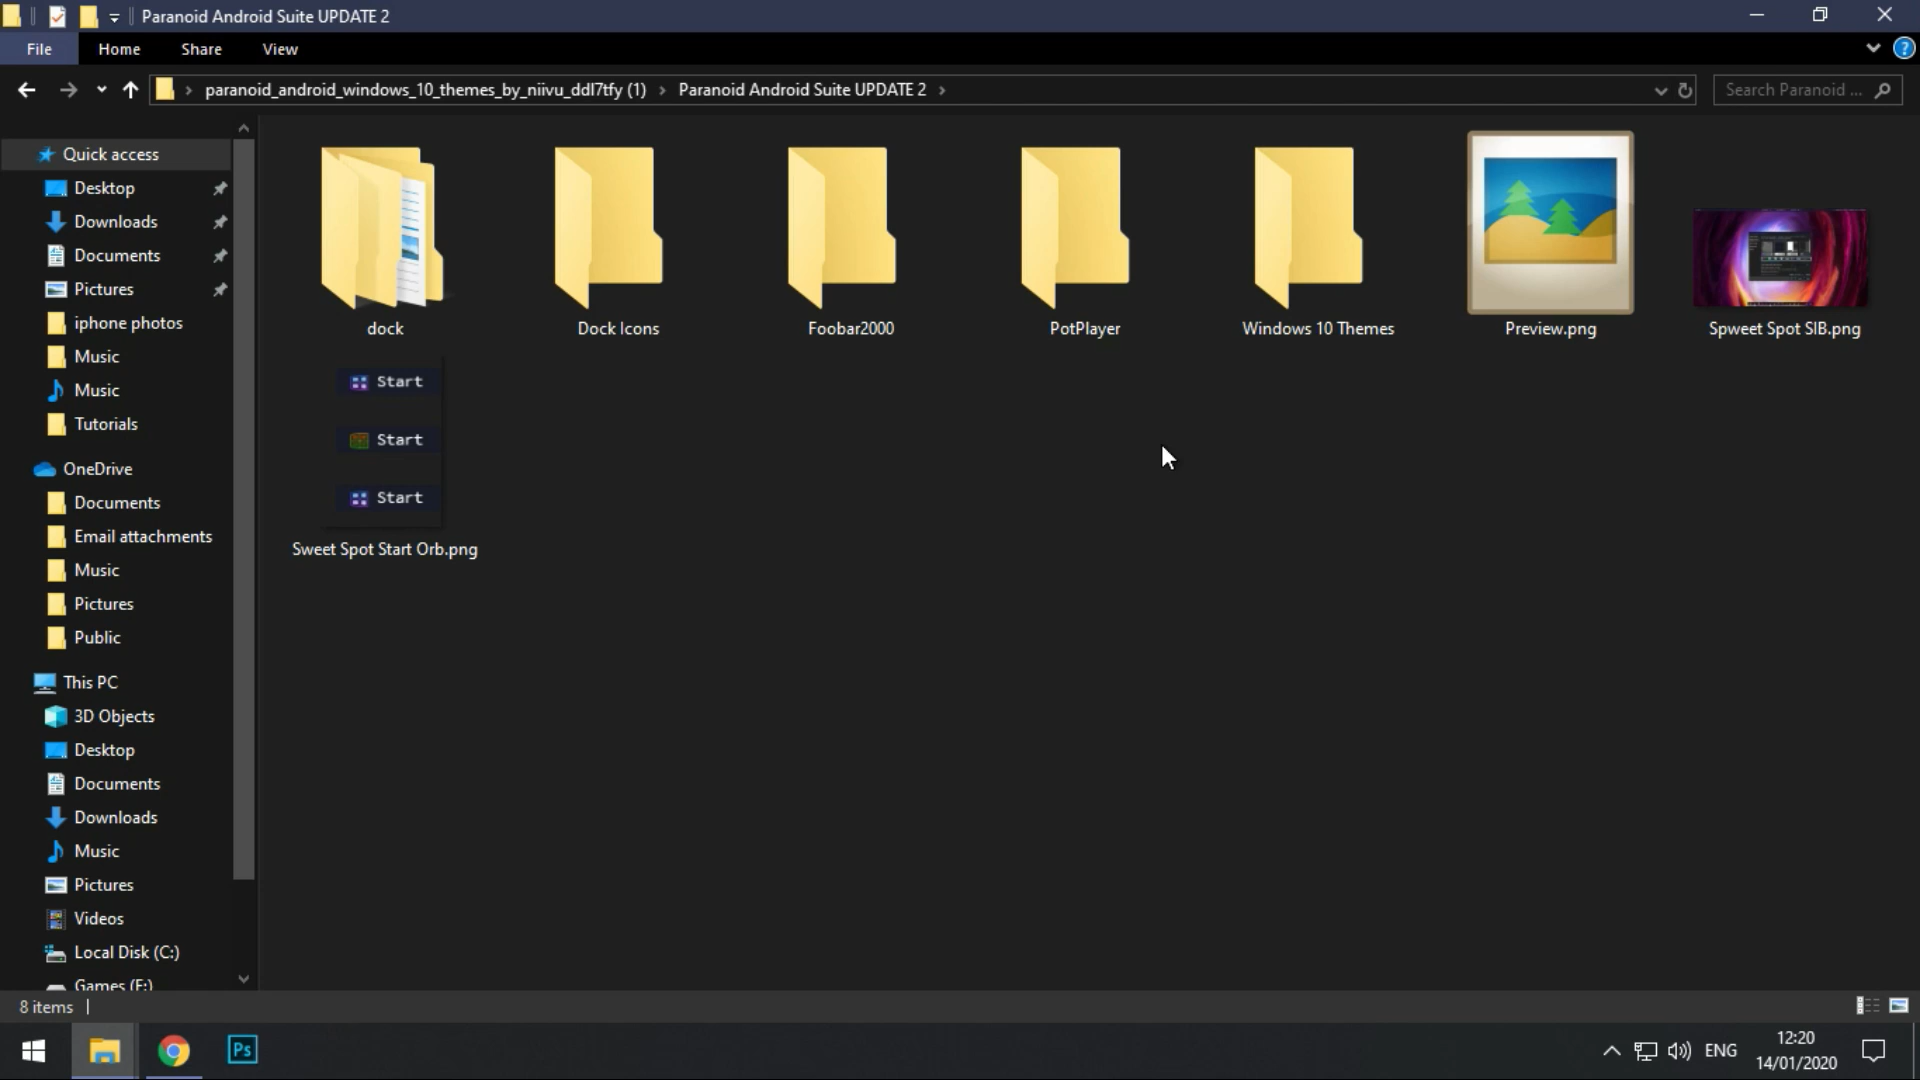 Paranoid Android Suite UPDATE 2
File Home Share View
paranoid_android_windows_10_themes_by_niivu_ddl7tfy (1) Paranoid Android Suite UPDATE 2 Search Paranoid ...
Quick access
Desktop
Downloads
Documents
Pictures
iphone photos
Music
Music
Tutorials
OneDrive
Documents
Email attachments
Music
Pictures
Public
This PC
3D Objects
Desktop
Documents
Downloads
Music
Pictures
Videos
Local Disk (C:)
Games (F:)
dock Dock Icons Foobar2000 PotPlayer Windows 10 Themes Preview.png Spweet Spot SIB.png
Start
Start
Start
Sweet Spot Start Orb.png
8 items
Ps
ENG
12:20
14/01/2020